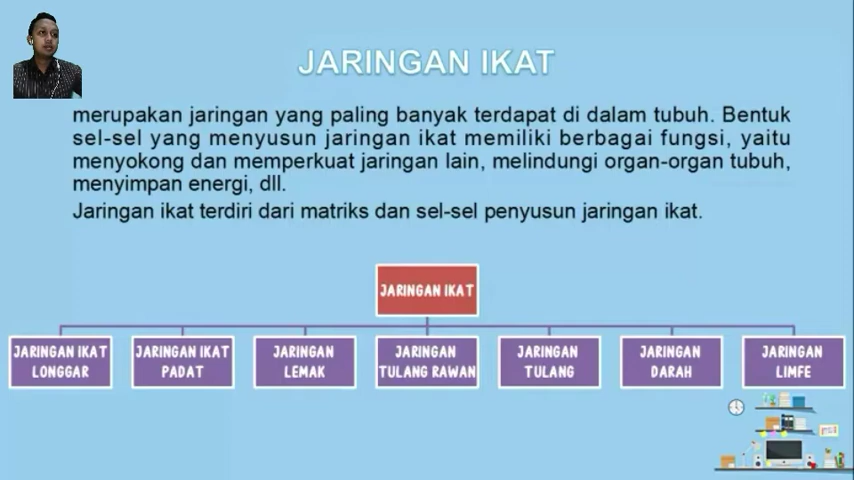 JARINGAN IKAT
merupakan jaringan yang paling banyak terdapat di dalam tubuh. Bentuk
sel-sel yang menyusun jaringan ikat memiliki berbagai fungsi, yaitu
menyokong dan memperkuat jaringan lain, melindungi organ-organ tubuh,
menyimpan energi, dll.
Jaringan ikat terdiri dari matriks dan sel-sel penyusun jaringan ikat.
JARINGAN IKAT
JARINGAN IKAT
LONGGAR
JARINGAN IKAT
PADAT
JARINGAN
LEMAK
JARINGAN
TULANG RAWAN
JARINGAN
TULANG
JARINGAN
DARAH
JARINGAN
LIMFE